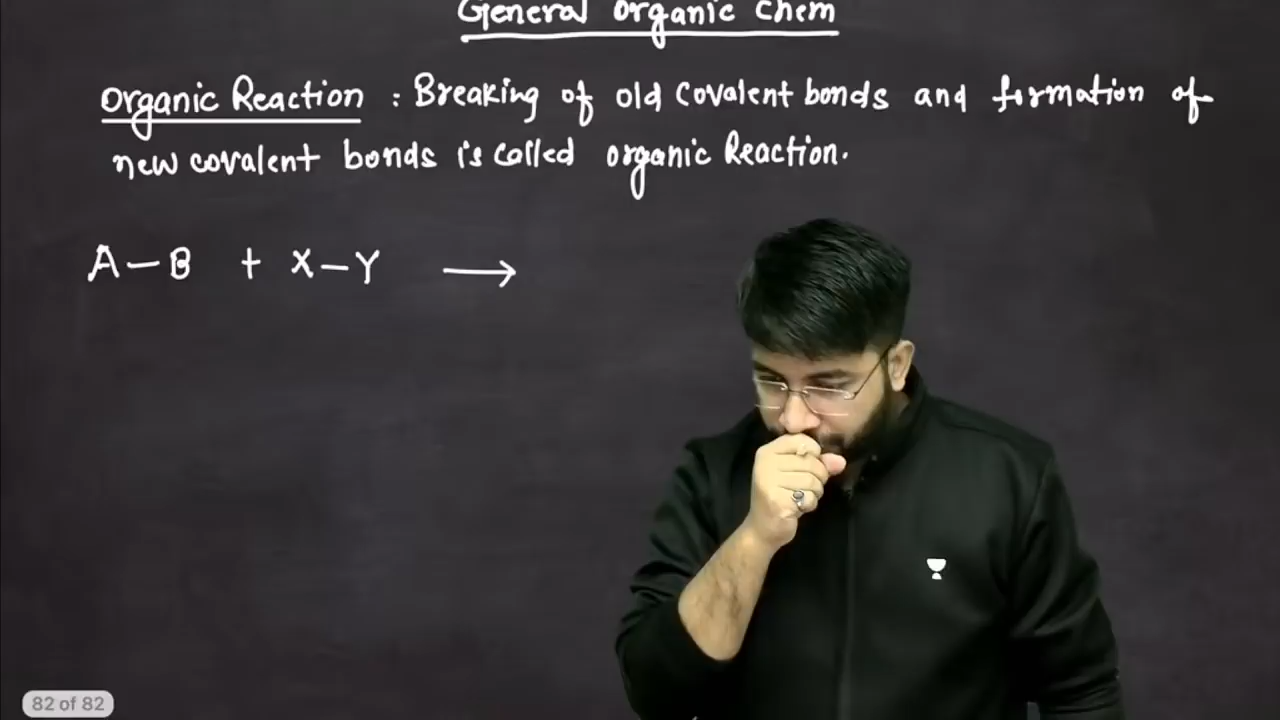 General Organic Chem
Organic Reaction : Breaking of old covalent bonds and formation of
new covalent bonds is called organic Reaction.
A-B + X-Y →
82 of 82